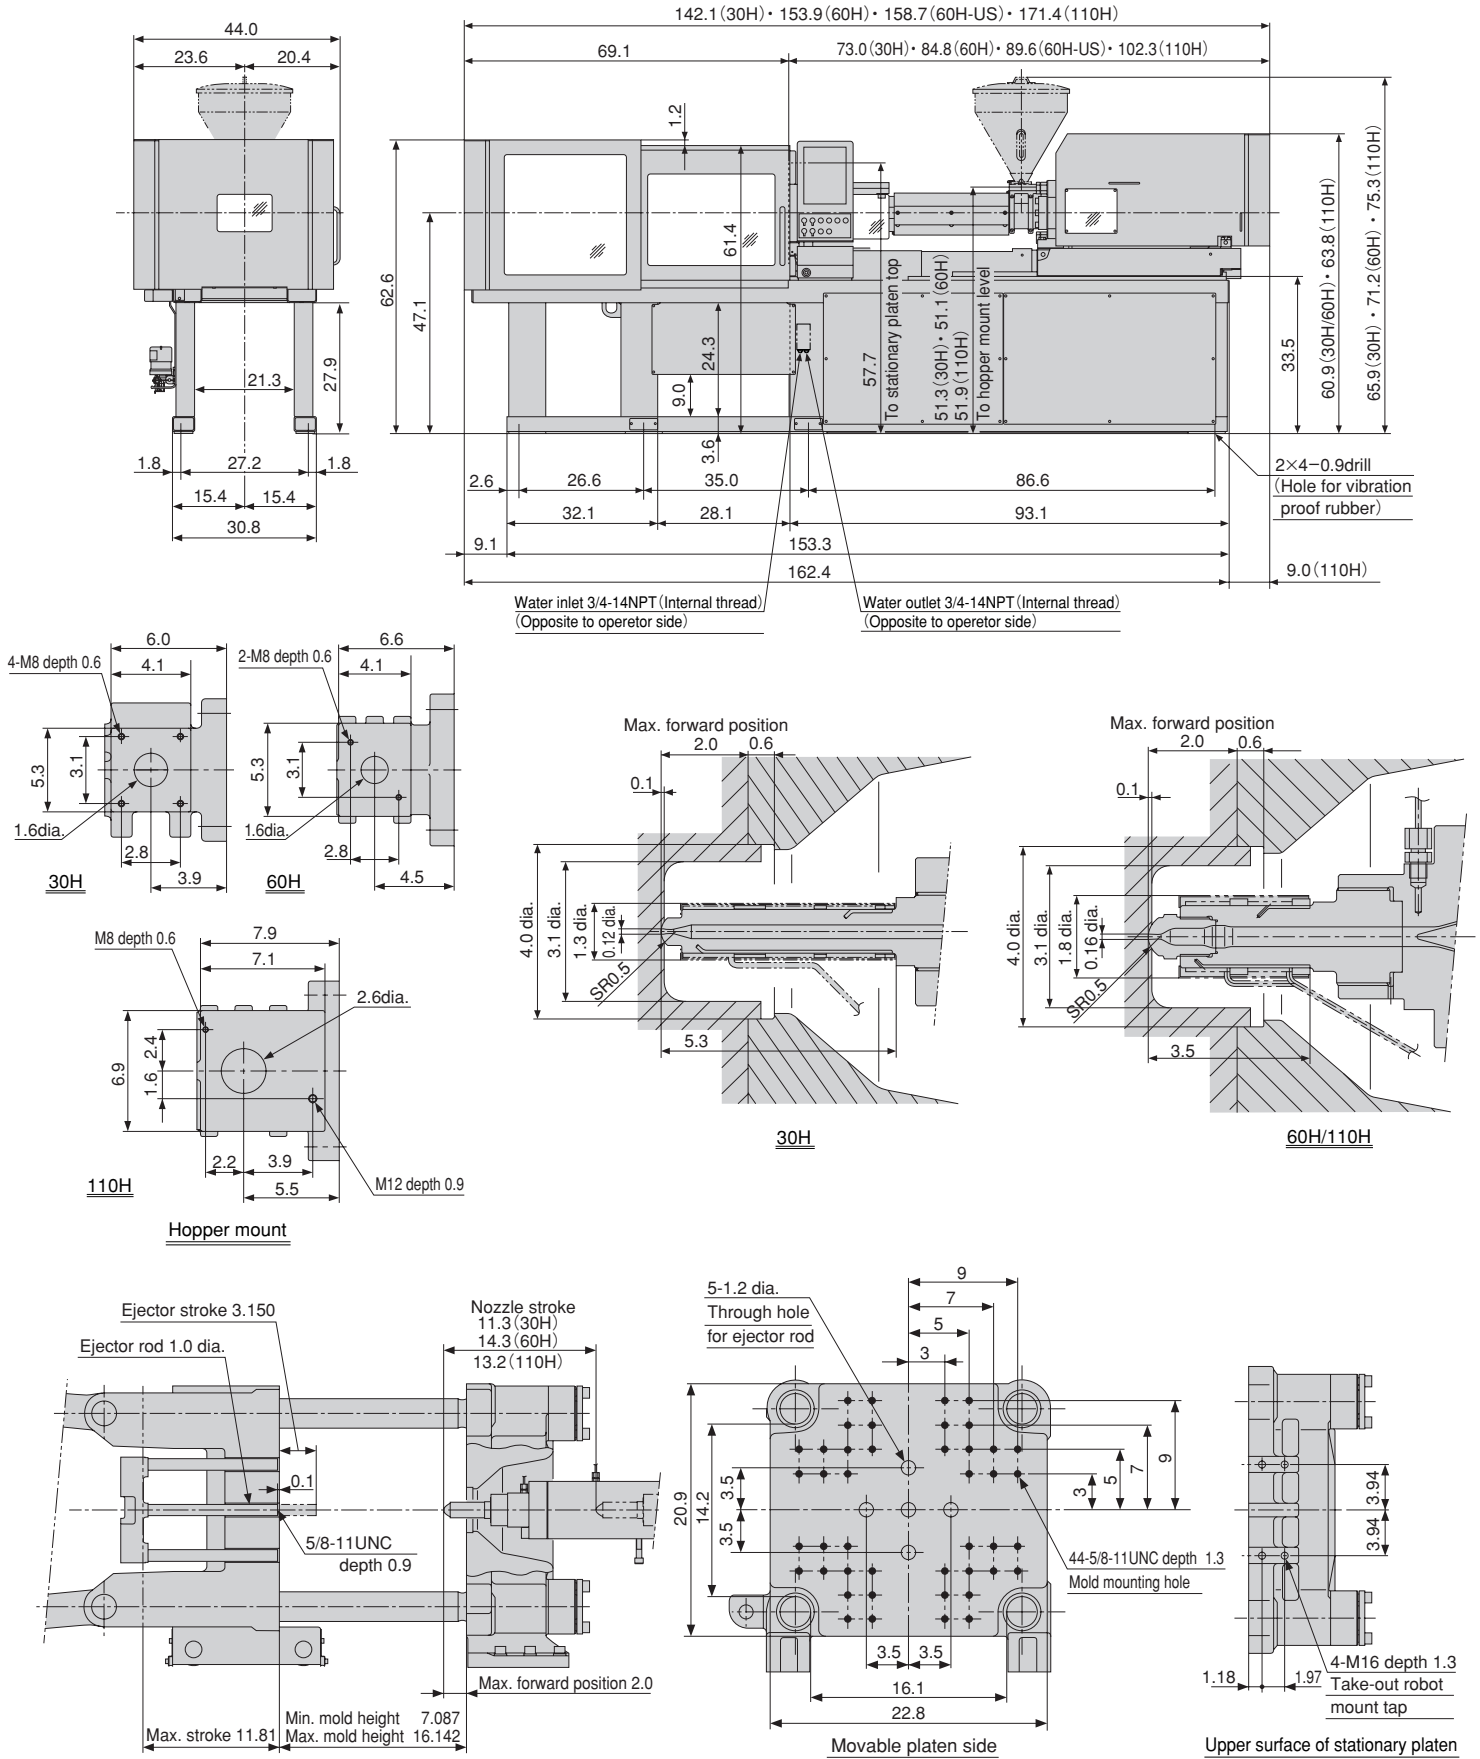 142.1(30H)・153.9(60H)・158.7(60H-US)・171.4(110H)
44.0
23.6
20.4
69.1
73.0(30H)・84.8(60H)・89.6(60H-US)・102.3(110H)
1.2
62.6
47.1
61.4
27.9
21.3
24.3
9.0
3.6
57.7
To stationary platen top
51.3(30H)・51.1(60H)
51.9(110H)
To hopper mount level
33.5
60.9(30H/60H)・63.8(110H)
65.9(30H)・71.2(60H)・75.3(110H)
1.8
27.2
1.8
15.4
15.4
30.8
2.6
26.6
35.0
86.6
2×4−0.9drill
(Hole for vibration
proof rubber)
32.1
28.1
93.1
9.1
153.3
162.4
9.0(110H)
Water inlet 3/4-14NPT(Internal thread)
(Opposite to operetor side)
Water outlet 3/4-14NPT(Internal thread)
(Opposite to operetor side)
6.0
4-M8 depth 0.6
4.1
5.3
3.1
1.6dia.
2.8
3.9
30H
6.6
2-M8 depth 0.6
4.1
5.3
3.1
1.6dia.
2.8
4.5
60H
7.9
M8 depth 0.6
7.1
2.6dia.
6.9
2.4
1.6
2.2
3.9
5.5
M12 depth 0.9
110H
Hopper mount
Max. forward position
2.0
0.6
0.1
4.0 dia.
3.1 dia.
1.3 dia.
0.12 dia.
SR0.5
5.3
30H
Max. forward position
2.0
0.6
0.1
4.0 dia.
3.1 dia.
1.8 dia.
0.16 dia.
SR0.5
3.5
60H/110H
Ejector stroke 3.150
Ejector rod 1.0 dia.
Nozzle stroke
11.3(30H)
14.3(60H)
13.2(110H)
0.1
5/8-11UNC
depth 0.9
Max. forward position 2.0
Max. stroke 11.81
Min. mold height 7.087
Max. mold height 16.142
5-1.2 dia.
Through hole
for ejector rod
9
7
5
3
20.9
14.2
3.5
3.5
3
5
7
9
44-5/8-11UNC depth 1.3
Mold mounting hole
3.5
3.5
16.1
22.8
Movable platen side
3.94
3.94
1.18
1.97
4-M16 depth 1.3
Take-out robot
mount tap
Upper surface of stationary platen